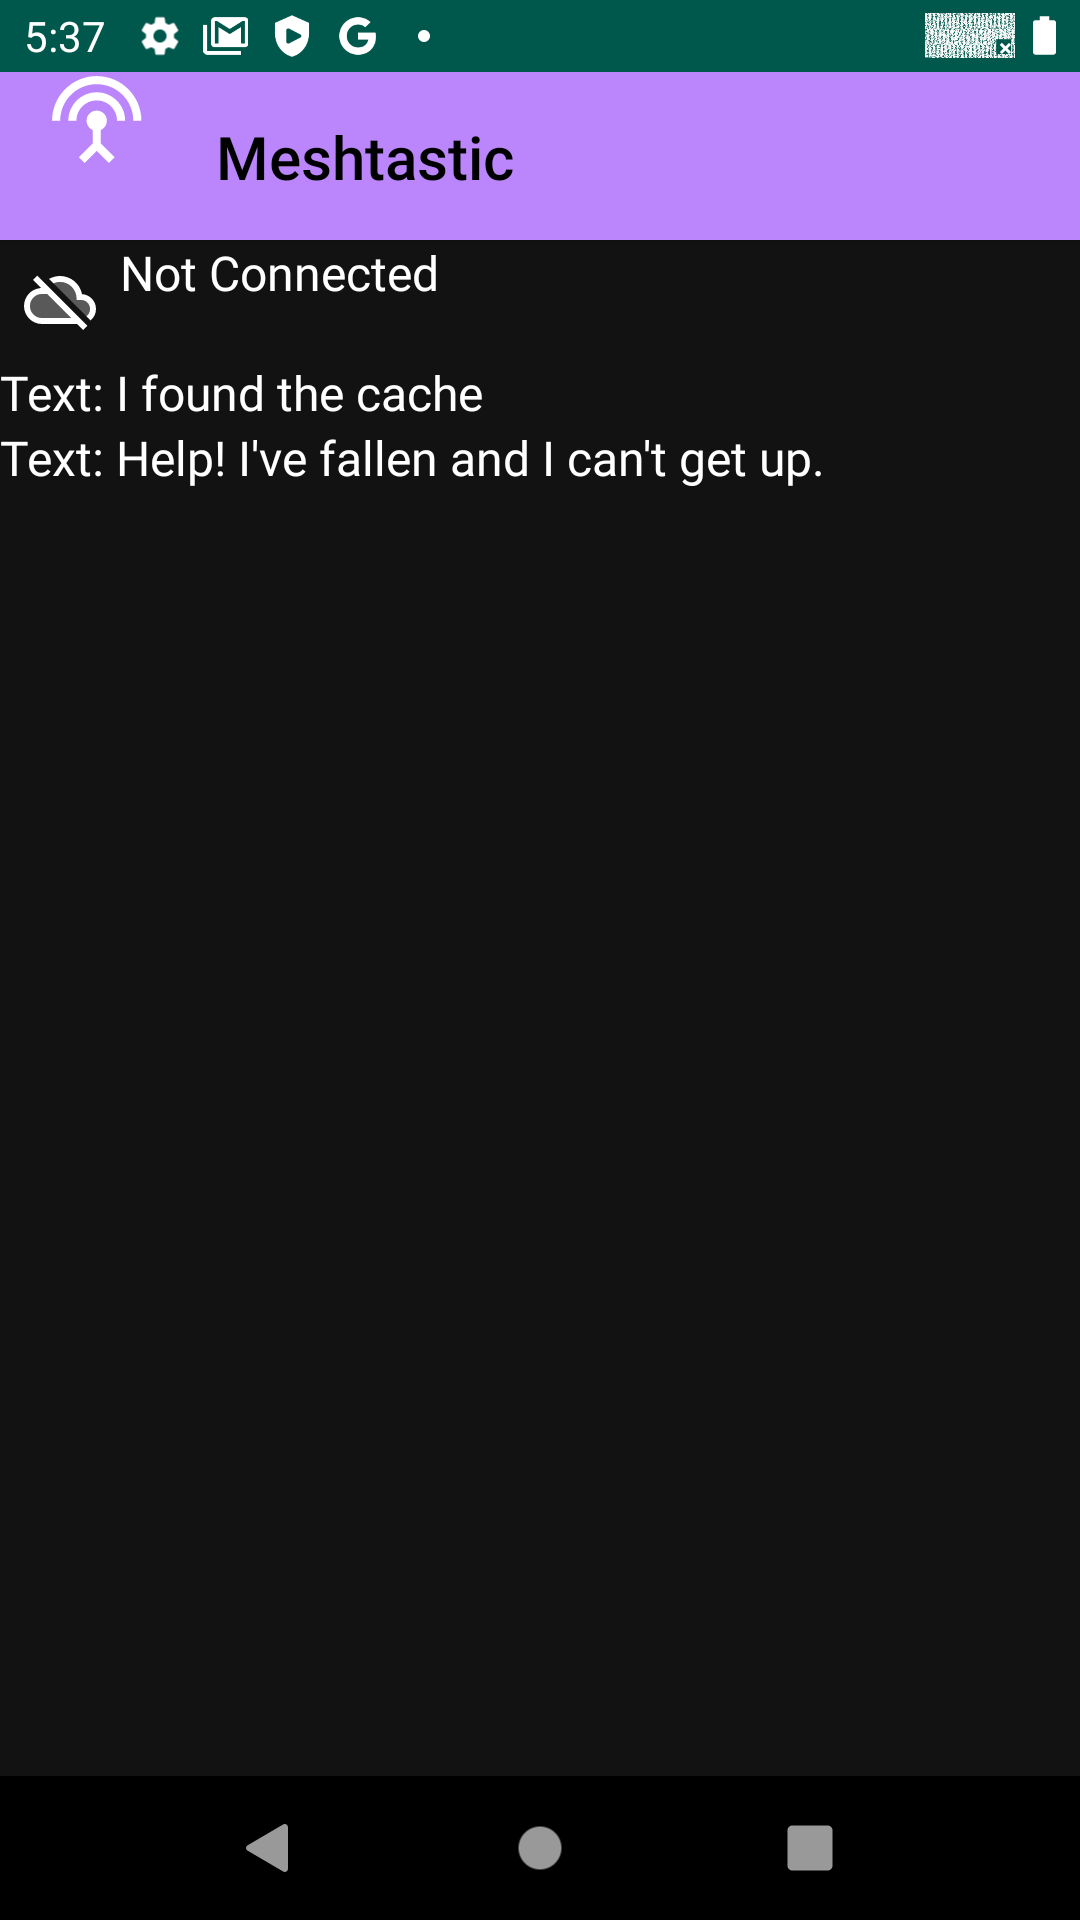 5:37
Meshtastic
Not Connected
Text: I found the cache
Text: Help! I've fallen and I can't get up.